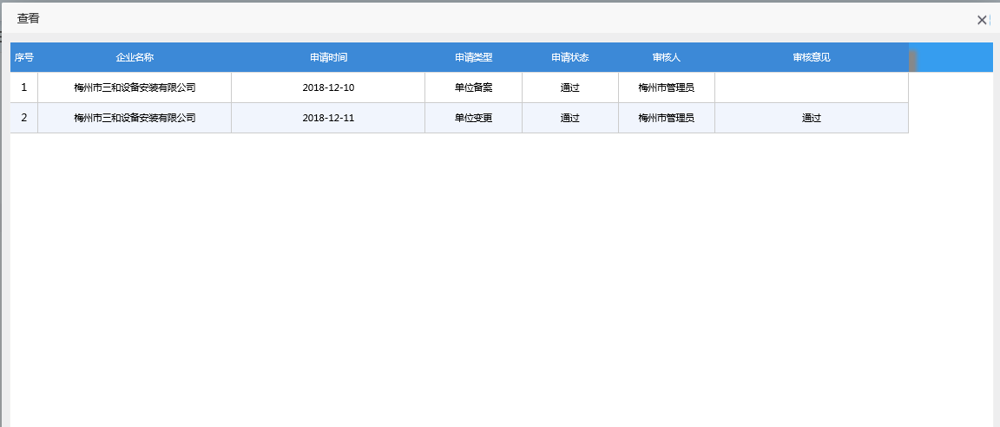 查看
序号 企业名称 申请时间 申请类型 申请状态 审核人 审核意见
1 梅州市三和设备安装有限公司 2018-12-10 单位备案 通过 梅州市管理员
2 梅州市三和设备安装有限公司 2018-12-11 单位变更 通过 梅州市管理员 通过